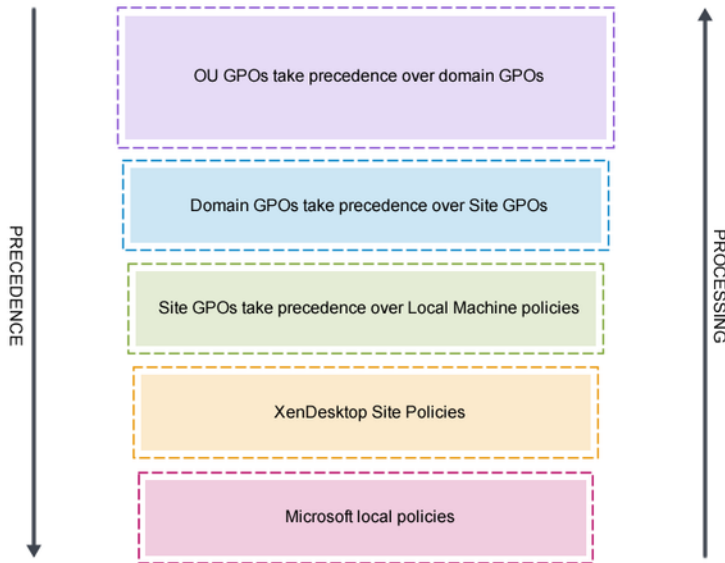 OU GPOs take precedence over domain GPOs
Domain GPOs take precedence over Site GPOs
PRECEDENCE
PROCESSING
Site GPOs take precedence over Local Machine policies
XenDesktop Site Policies
Microsoft local policies